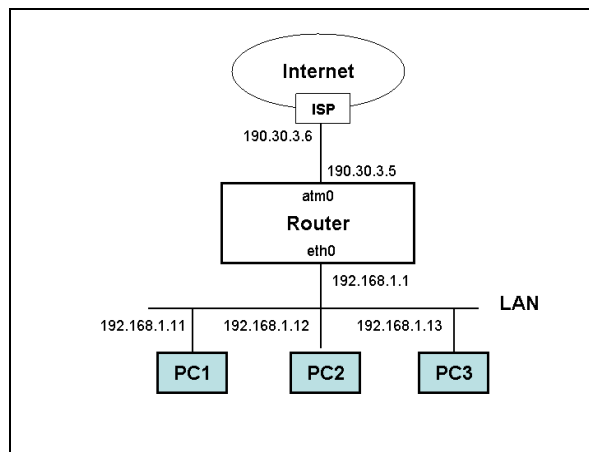 Internet
ISP
190.30.3.6
190.30.3.5
atm0
Router
eth0
192.168.1.1
LAN
192.168.1.11
192.168.1.12
192.168.1.13
PC1
PC2
PC3